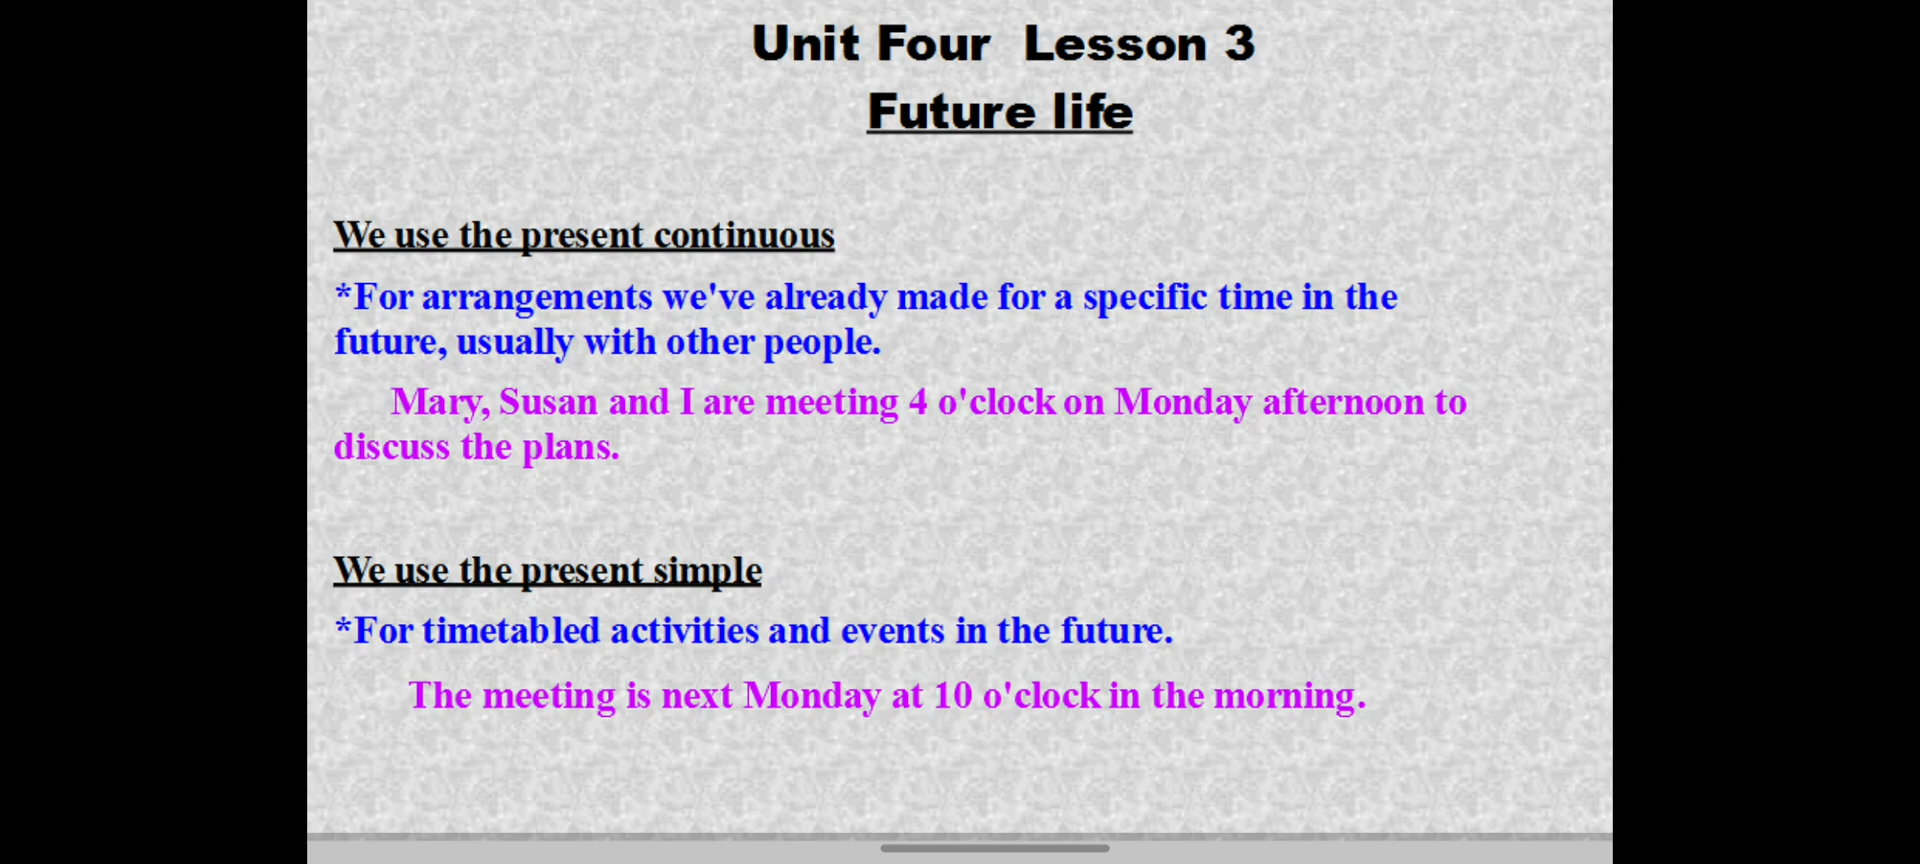 Unit Four Lesson 3
Future life
We use the present continuous
*For arrangements we've already made for a specific time in the
future, usually with other people.
Mary, Susan and I are meeting 4 o'clock on Monday afternoon to
discuss the plans.
We use the present simple
*For timetabled activities and events in the future.
The meeting is next Monday at 10 o'clock in the morning.